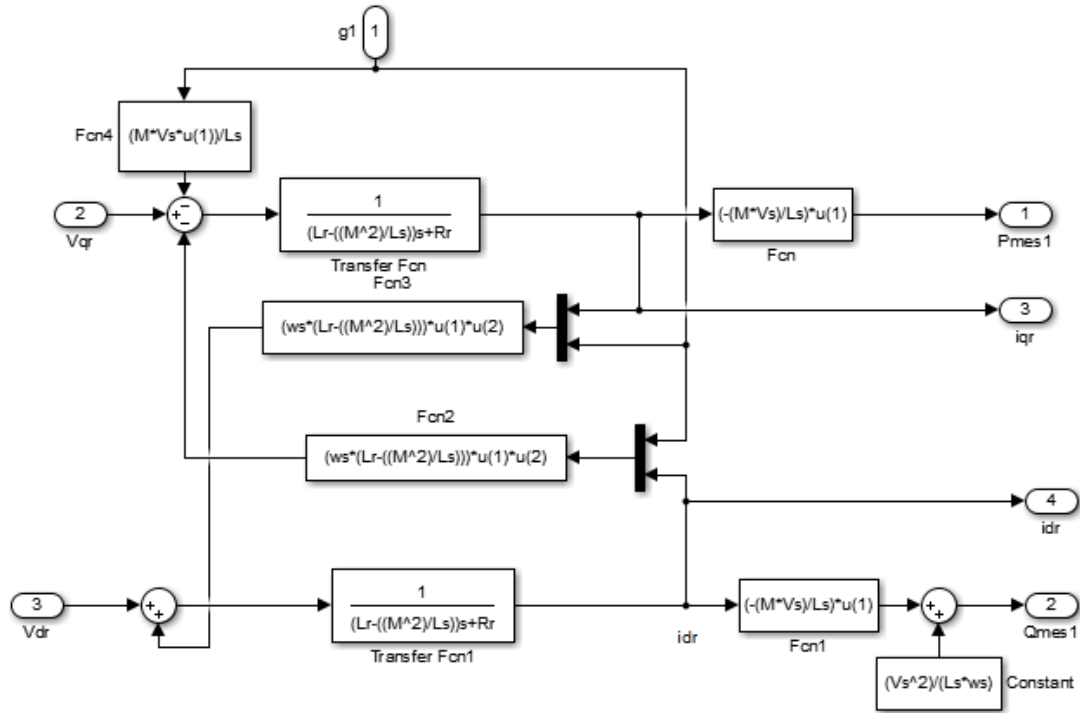 g1
1
Fcn4
(M*Vs*u(1))/Ls
2
Vqr
+
−
−
1
(Lr-((M^2)/Ls))s+Rr
Transfer Fcn
(-(M*Vs)/Ls)*u(1)
Fcn
1
Pmes1
Fcn3
(ws*(Lr-((M^2)/Ls)))*u(1)*u(2)
3
iqr
Fcn2
(ws*(Lr-((M^2)/Ls)))*u(1)*u(2)
4
idr
3
Vdr
+
+
1
(Lr-((M^2)/Ls))s+Rr
Transfer Fcn1
idr
(-(M*Vs)/Ls)*u(1)
Fcn1
+
+
2
Qmes1
(Vs^2)/(Ls*ws)
Constant